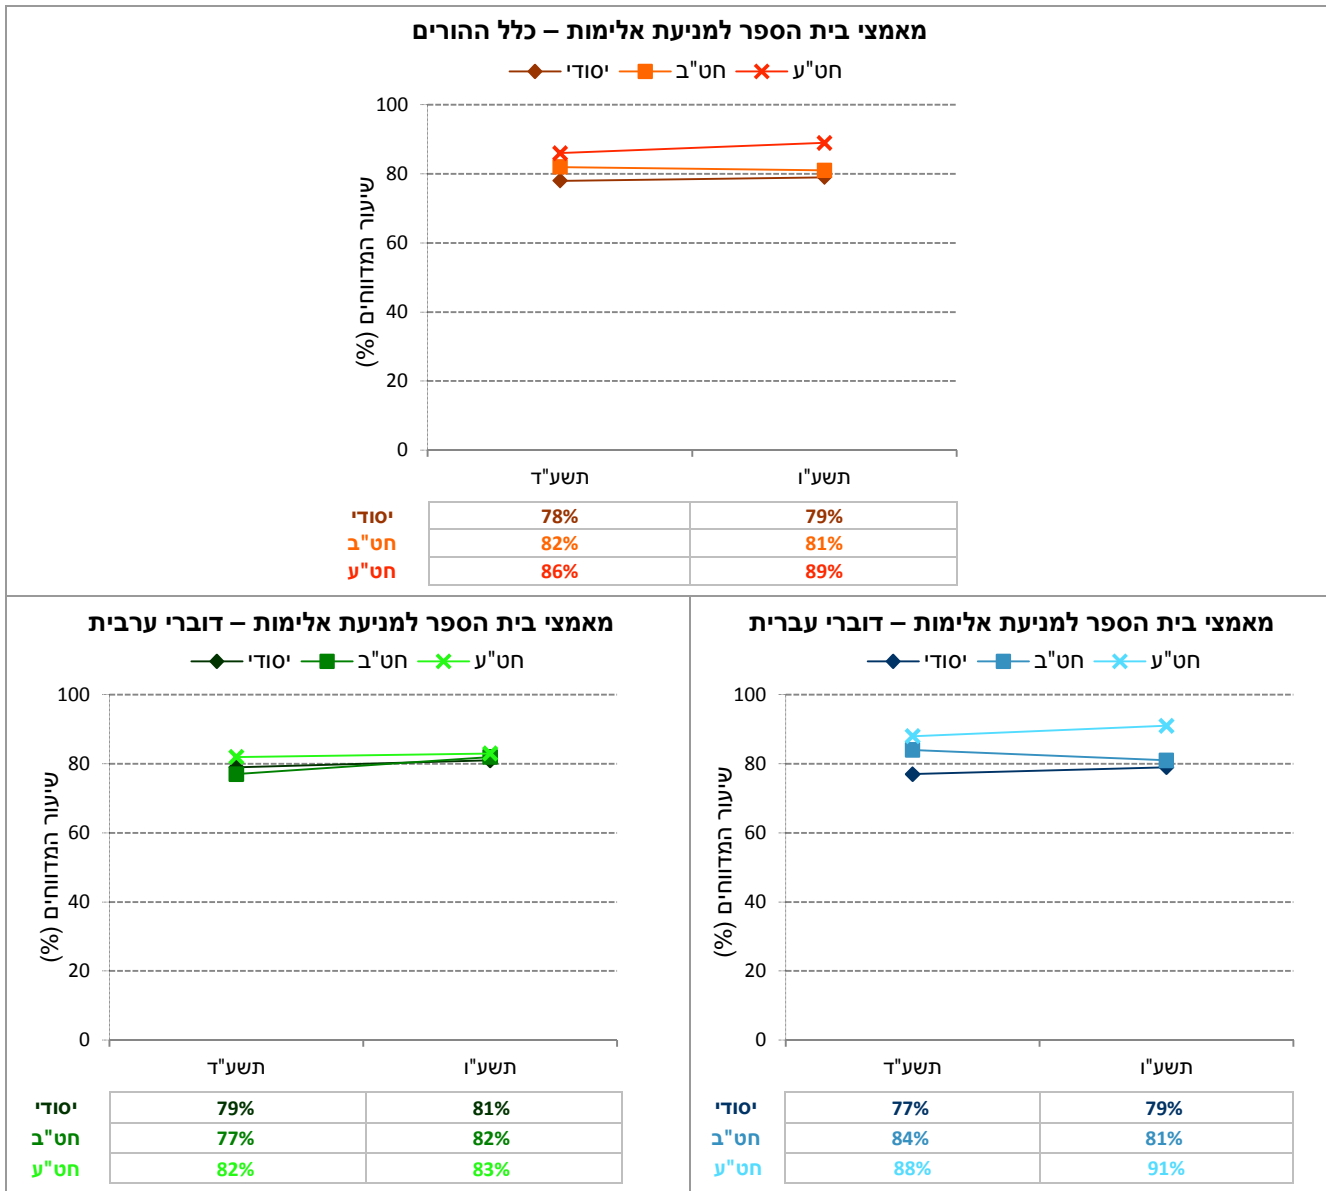 מאמצי בית הספר למניעת אלימות – כלל ההורים
יסודי חט"ב חט"ע
שיעור המדווחים (%)
100
80
60
40
20
0
תשע"ד תשע"ו
יסודי 78% 79%
חט"ב 82% 81%
חט"ע 86% 89%
מאמצי בית הספר למניעת אלימות – דוברי עברית
יסודי חט"ב חט"ע
שיעור המדווחים (%)
100
80
60
40
20
0
תשע"ד תשע"ו
יסודי 77% 79%
חט"ב 84% 81%
חט"ע 88% 91%
מאמצי בית הספר למניעת אלימות – דוברי ערבית
יסודי חט"ב חט"ע
שיעור המדווחים (%)
100
80
60
40
20
0
תשע"ד תשע"ו
יסודי 79% 81%
חט"ב 77% 82%
חט"ע 82% 83%